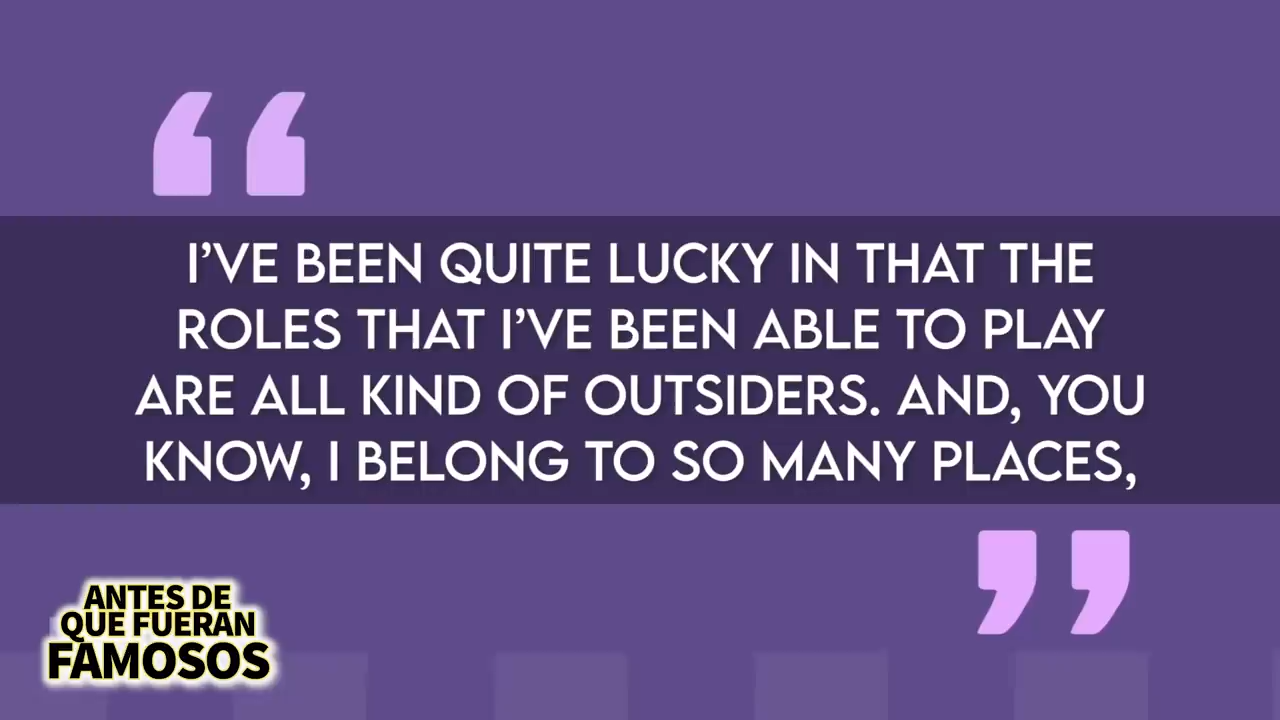 I'VE BEEN QUITE LUCKY IN THAT THE
ROLES THAT I'VE BEEN ABLE TO PLAY
ARE ALL KIND OF OUTSIDERS. AND, YOU
KNOW, I BELONG TO SO MANY PLACES,
ANTES DE
QUE FUERAN
FAMOSOS